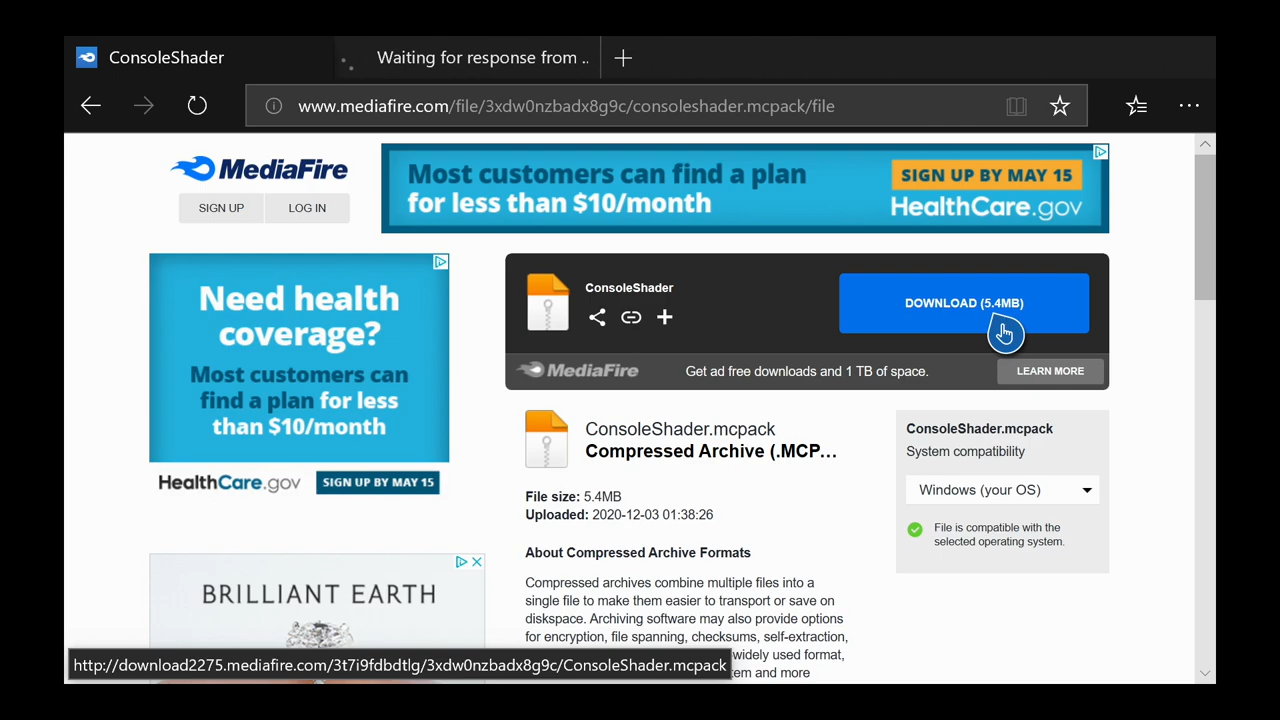 ConsoleShader
Waiting for response from ..
www.mediafire.com/file/3xdw0nzbadx8g9c/consoleshader.mcpack/file
MediaFire
SIGN UP
LOG IN
Most customers can find a plan
for less than $10/month
SIGN UP BY MAY 15
HealthCare.gov
Need health
coverage?
Most customers can
find a plan for less
than $10/month
HealthCare.gov
SIGN UP BY MAY 15
ConsoleShader
DOWNLOAD (5.4MB)
MediaFire
Get ad free downloads and 1 TB of space.
LEARN MORE
ConsoleShader.mcpack
Compressed Archive (.MCP...
File size: 5.4MB
Uploaded: 2020-12-03 01:38:26
About Compressed Archive Formats
Compressed archives combine multiple files into a
single file to make them easier to transport or save on
diskspace. Archiving software may also provide options
for encryption, file spanning, checksums, self-extraction,
widely used format,
tem and more
ConsoleShader.mcpack
System compatibility
Windows (your OS)
File is compatible with the
selected operating system.
BRILLIANT EARTH
http://download2275.mediafire.com/3t7i9fdbdtlg/3xdw0nzbadx8g9c/ConsoleShader.mcpack